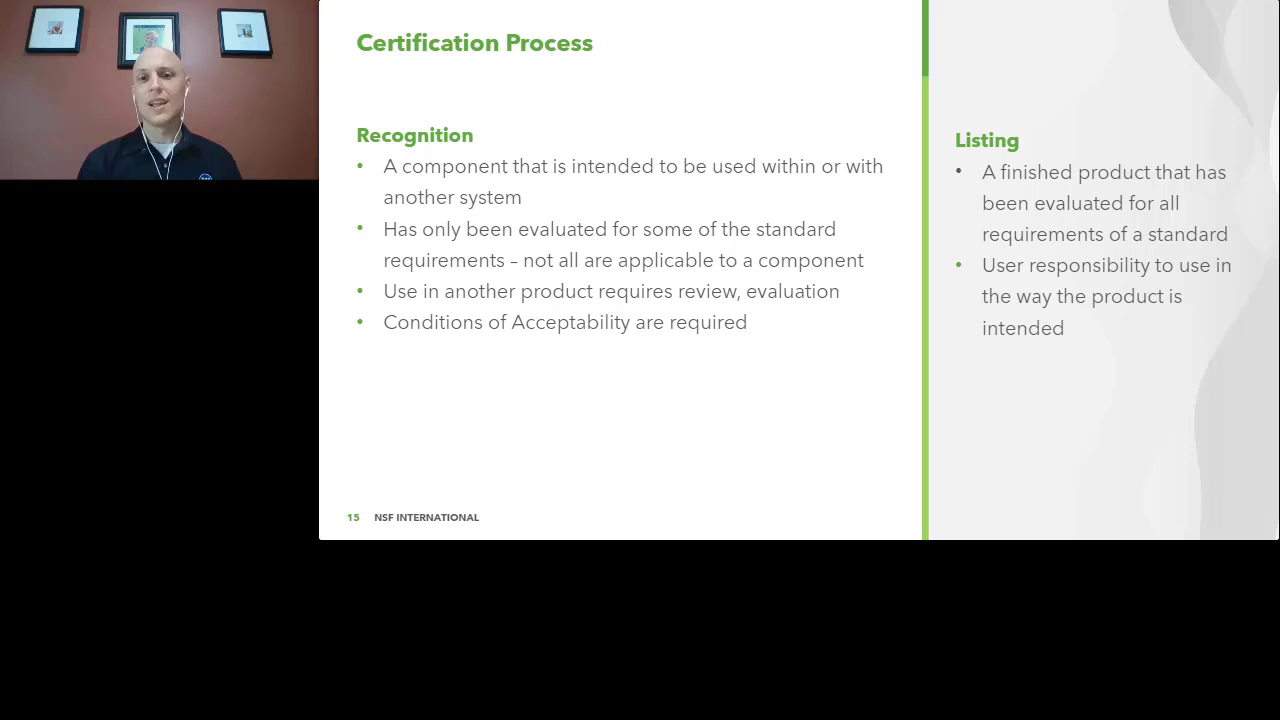 Certification Process
Recognition
• A component that is intended to be used within or with
another system
• Has only been evaluated for some of the standard
requirements – not all are applicable to a component
• Use in another product requires review, evaluation
• Conditions of Acceptability are required
Listing
• A finished product that has
been evaluated for all
requirements of a standard
• User responsibility to use in
the way the product is
intended
15 NSF INTERNATIONAL